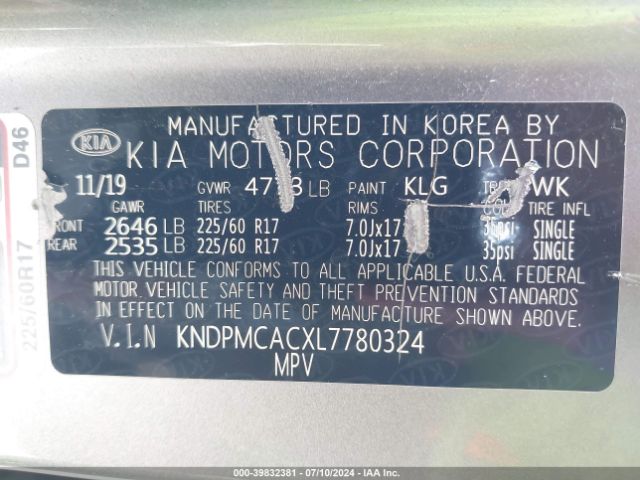 MANUFACTURED IN KOREA BY
KIA KIA MOTORS CORPORATION
11/19 GVWR LB PAINT KLG WK
GAWR TIRES RIMS COLD TIRE INFL
FRONT 2646 LB 225/60 R17 7.0Jx17 35psi SINGLE
REAR 2535 LB 225/60 R17 7.0Jx17 35psi SINGLE
THIS VEHICLE CONFORMS TO ALL APPLICABLE U.S.A. FEDERAL
MOTOR VEHICLE SAFETY AND THEFT PREVENTION STANDARDS
IN EFFECT ON THE DATE OF MANUFACTURE SHOWN ABOVE.
V.I.N KNDPMCACXL7780324
MPV
D46
225/60R17
000-39832381 - 07/10/2024 - IAA Inc.